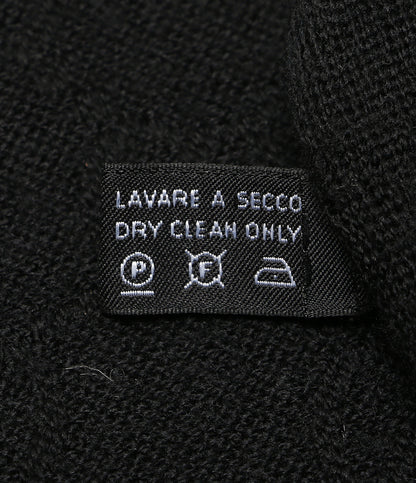 LAVARE A SECCO
DRY CLEAN ONLY
P F